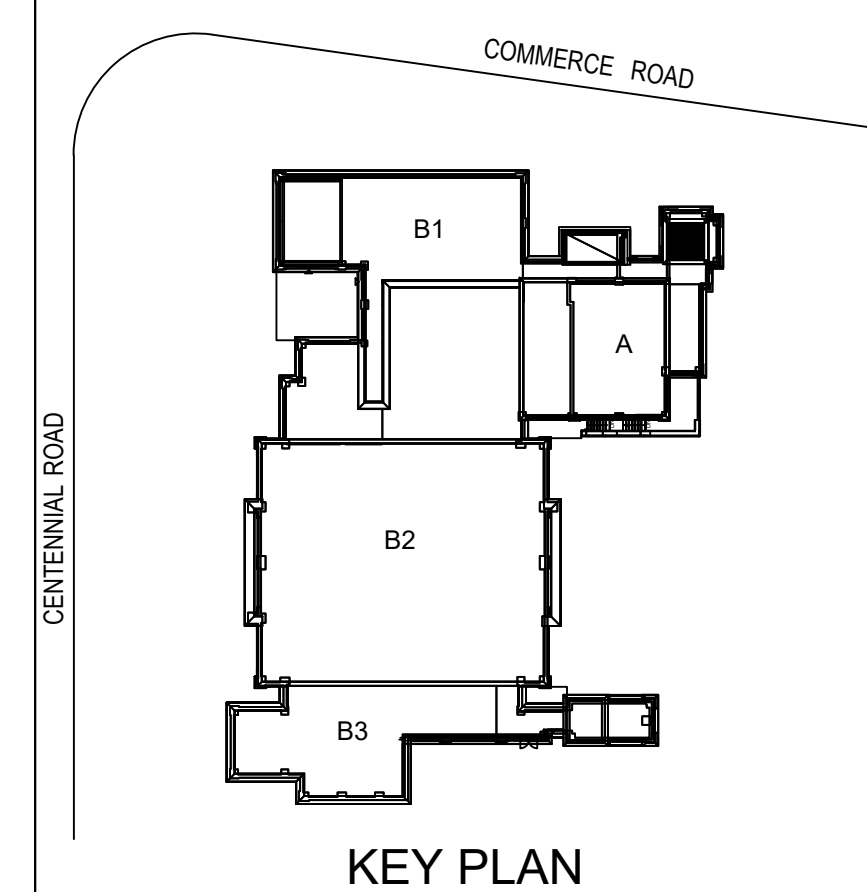 COMMERCE ROAD
B1
A
CENTENNIAL ROAD
B2
B3
KEY PLAN